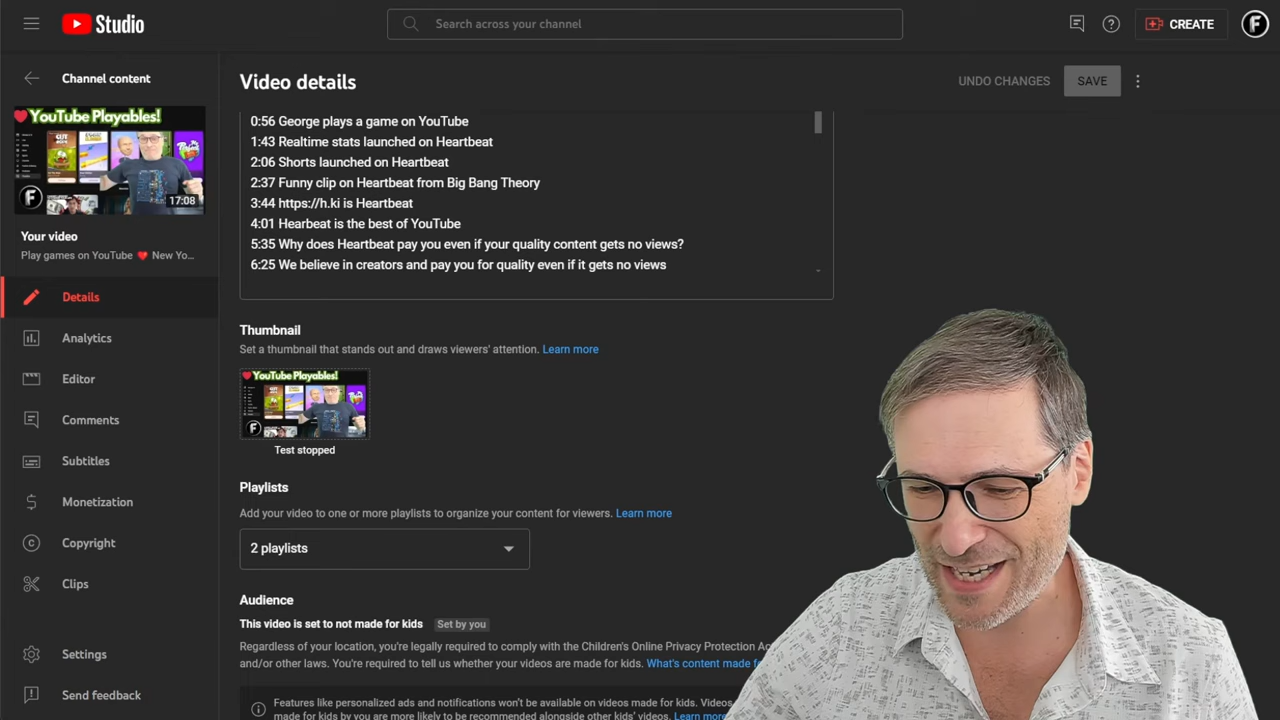 Studio
Search across your channel
CREATE
F
Channel content
YouTube Playables!
17:08
F
Your video
Play games on YouTube ❤️ New Yo...
Details
Analytics
Editor
Comments
Subtitles
Monetization
Copyright
Clips
Settings
Send feedback
Video details
UNDO CHANGES
SAVE
0:56 George plays a game on YouTube
1:43 Realtime stats launched on Heartbeat
2:06 Shorts launched on Heartbeat
2:37 Funny clip on Heartbeat from Big Bang Theory
3:44 https://h.ki is Heartbeat
4:01 Hearbeat is the best of YouTube
5:35 Why does Heartbeat pay you even if your quality content gets no views?
6:25 We believe in creators and pay you for quality even if it gets no views
Thumbnail
Set a thumbnail that stands out and draws viewers' attention. Learn more
YouTube Playables!
F
Test stopped
Playlists
Add your video to one or more playlists to organize your content for viewers. Learn more
2 playlists
Audience
This video is set to not made for kids Set by you
Regardless of your location, you're legally required to comply with the Children's Online Privacy Protection Ac
and/or other laws. You're required to tell us whether your videos are made for kids. What's content made f
Features like personalized ads and notifications won't be available on videos made for kids. Videos
made for kids by you are more likely to be recommended alongside other kids' videos. Learn more